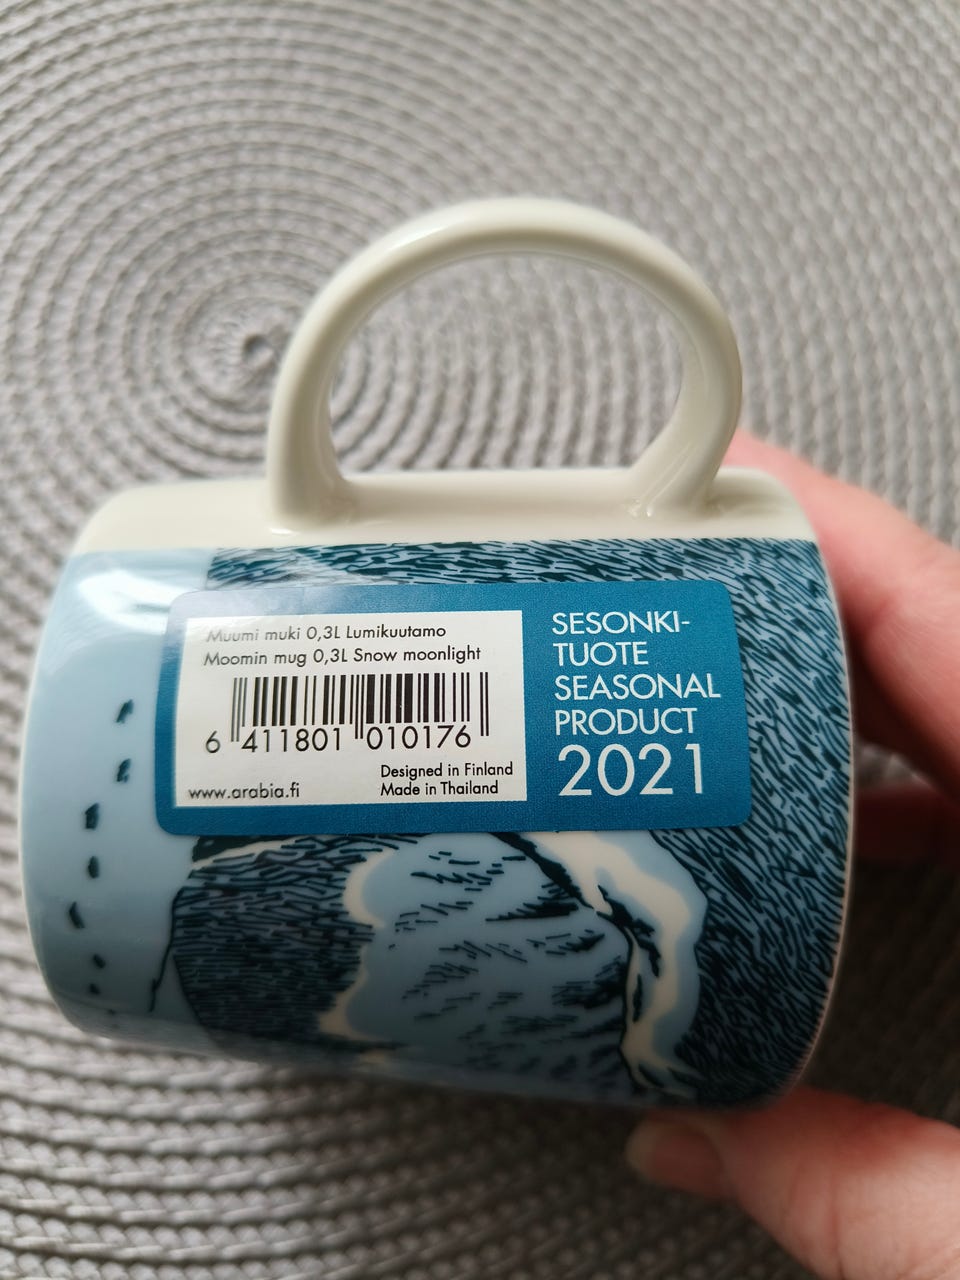 Muumi muki 0,3L Lumikuutamo
Moomin mug 0,3L Snow moonlight
6 411801 010176
www.arabia.fi
Designed in Finland
Made in Thailand
SESONKI-
TUOTE
SEASONAL
PRODUCT
2021